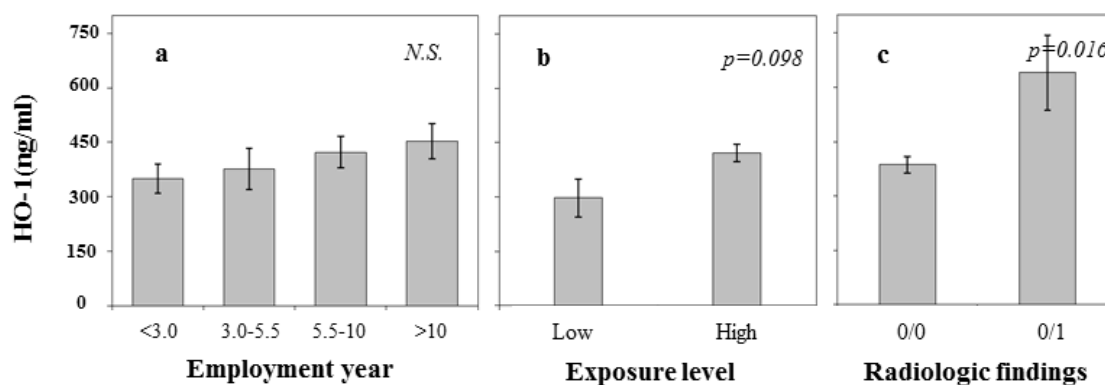 HO-1(ng/ml)
750
600
450
300
150
0
a
N.S.
<3.0
3.0-5.5
5.5-10
>10
Employment year
b
p=0.098
Low
High
Exposure level
c
p=0.016
0/0
0/1
Radiologic findings